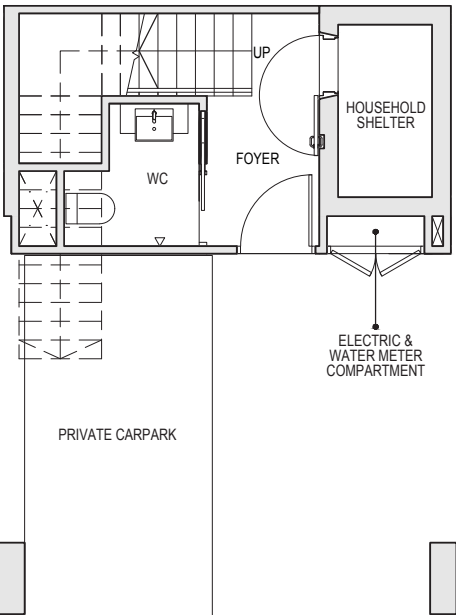 UP
HOUSEHOLD
SHELTER
FOYER
WC
ELECTRIC &
WATER METER
COMPARTMENT
PRIVATE CARPARK